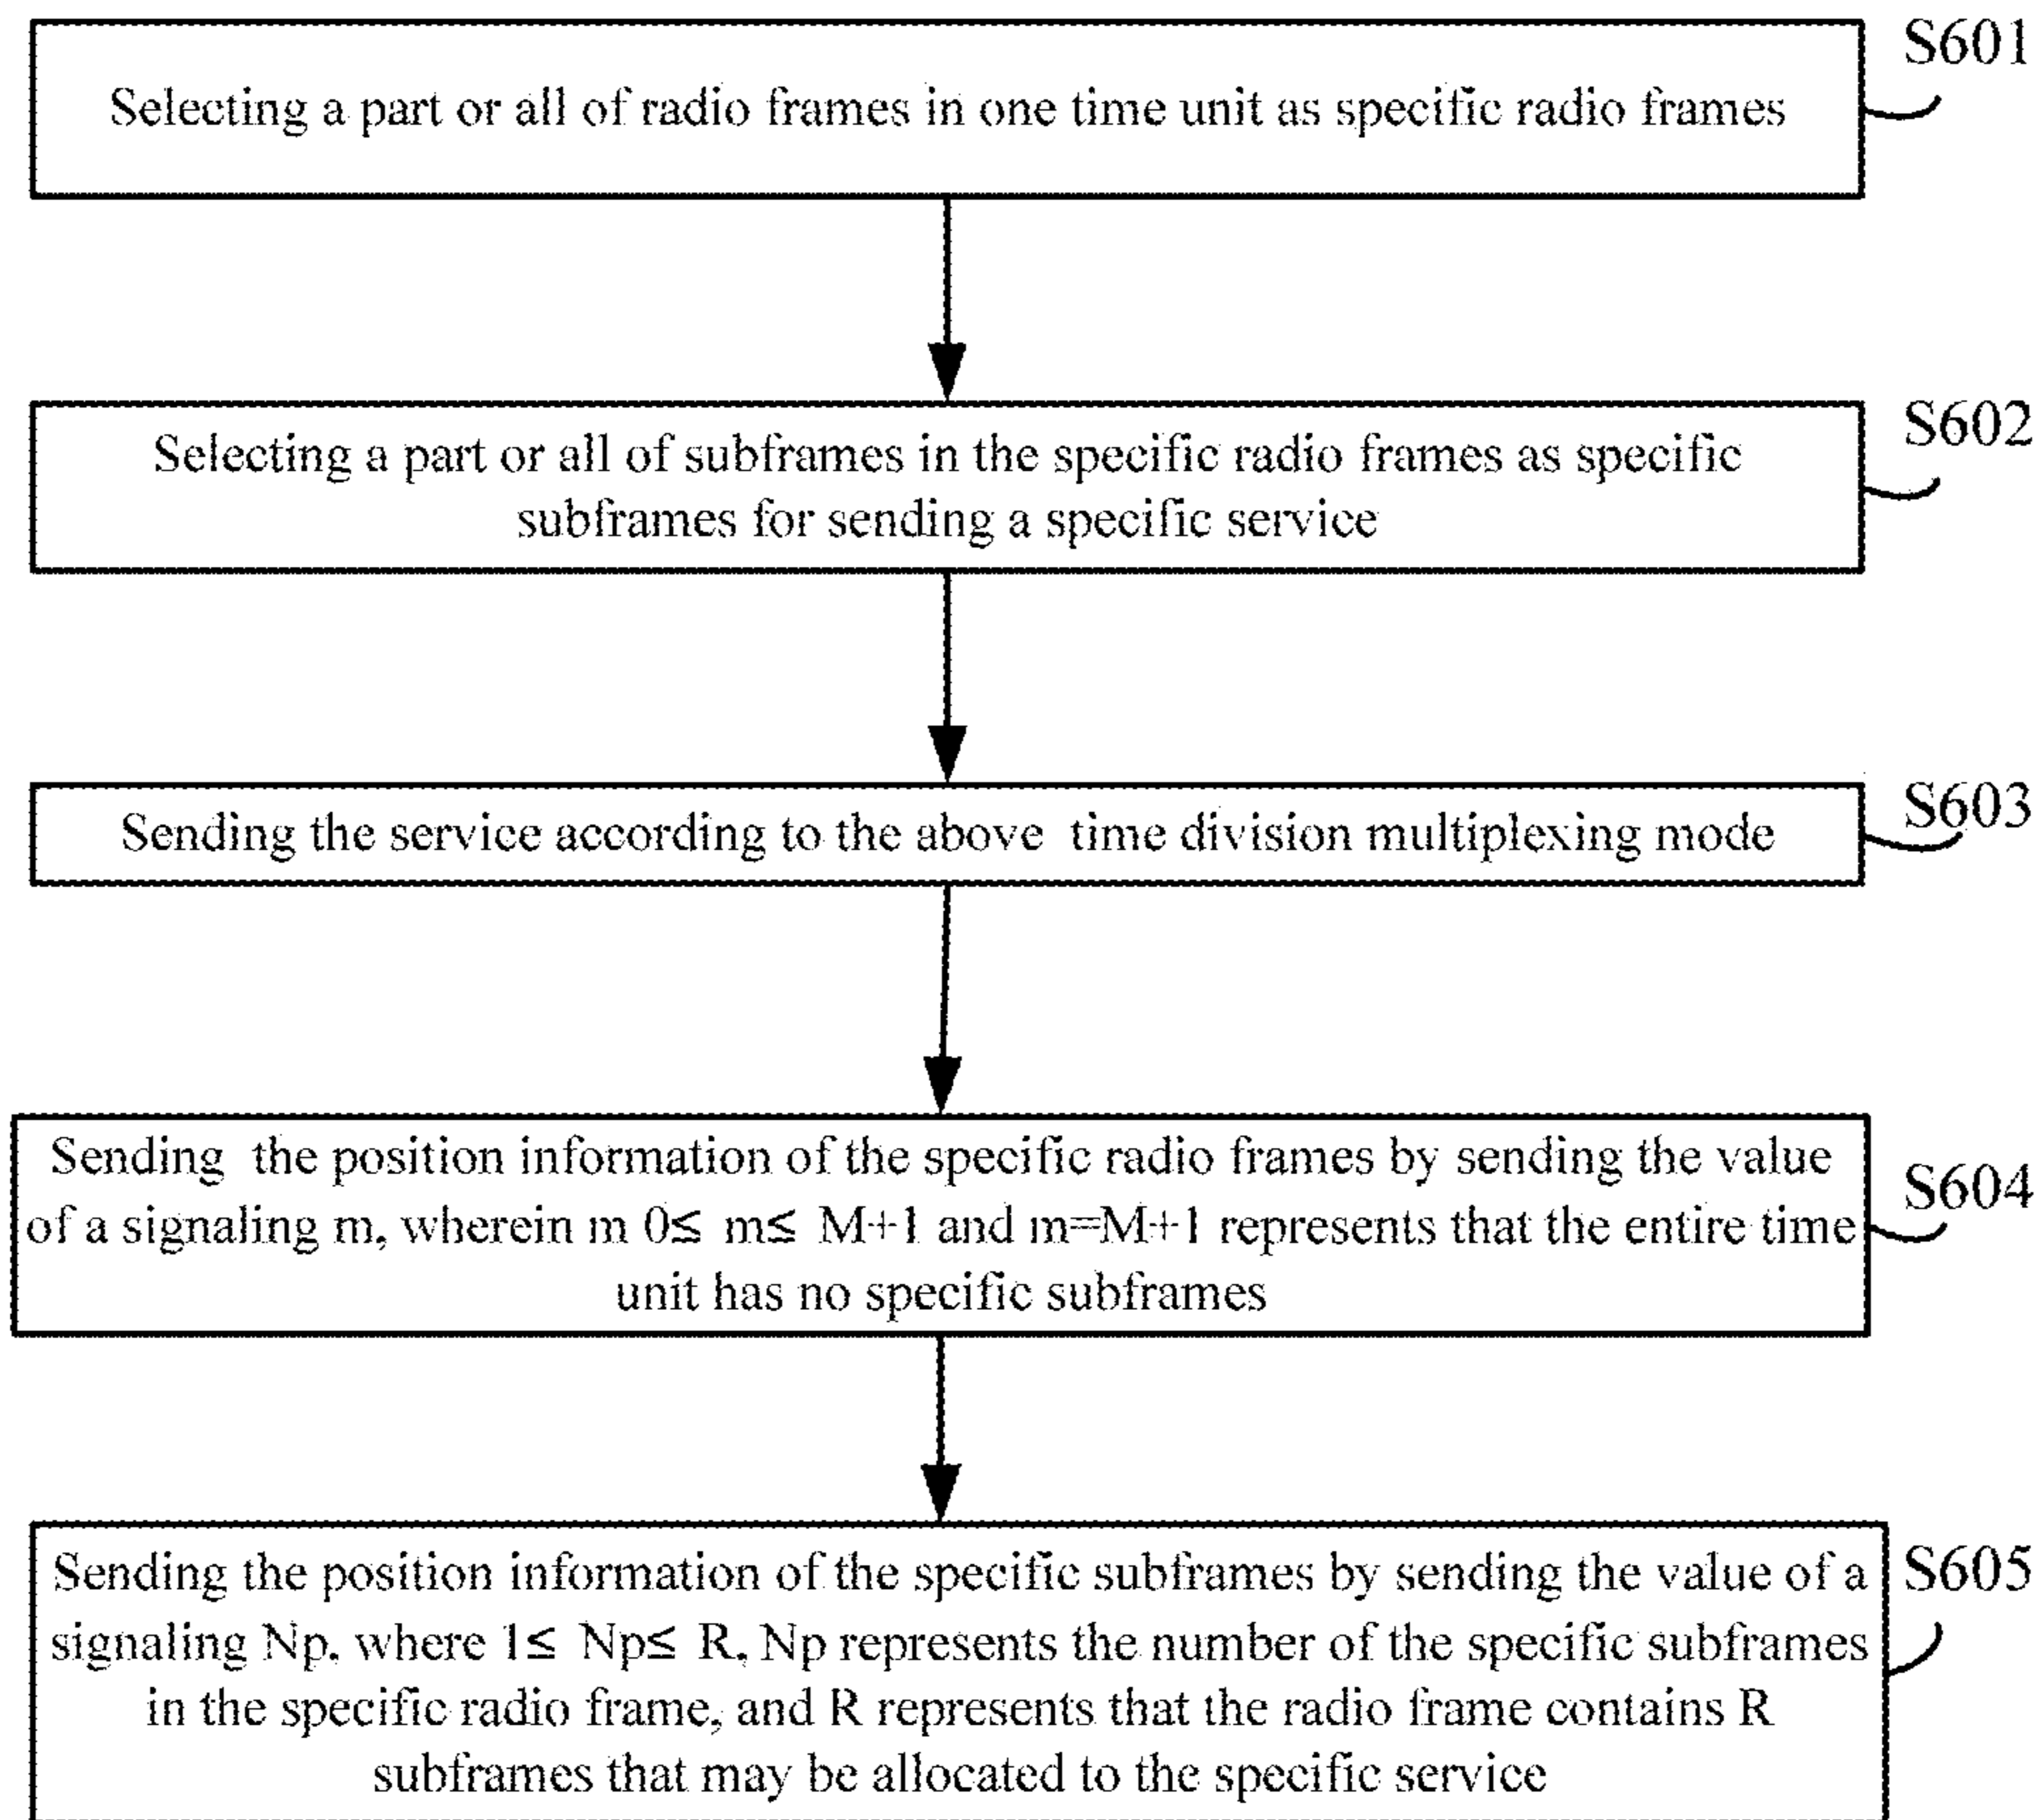 S601
Selecting a part or all of radio frames in one time unit as specific radio frames
S602
Selecting a part or all of subframes in the specific radio frames as specific
subframes for sending a specific service
S603
Sending the service according to the above time division multiplexing mode
Sending the position information of the specific radio frames by sending the value
S604
of a signaling m, wherein m 0≤ m≤ M+1 and m=M+1 represents that the entire time
unit has no specific subframes
S605
Sending the position information of the specific subframes by sending the value of a
signaling Np, where 1≤ Np≤ R, Np represents the number of the specific subframes
in the specific radio frame, and R represents that the radio frame contains R
subframes that may be allocated to the specific service